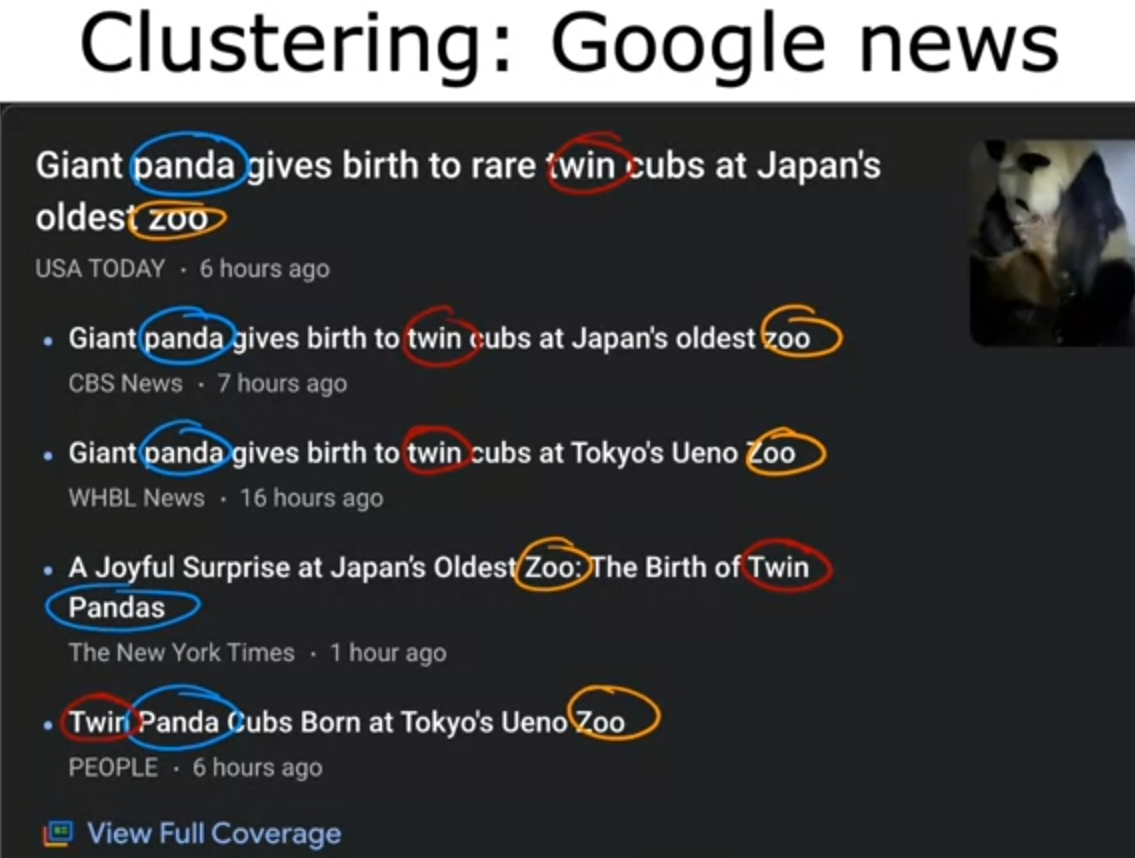 Clustering: Google news
Giant panda gives birth to rare twin cubs at Japan's
oldest zoo
USA TODAY · 6 hours ago
• Giant panda gives birth to twin cubs at Japan's oldest zoo
CBS News · 7 hours ago
• Giant panda gives birth to twin cubs at Tokyo's Ueno Zoo
WHBL News · 16 hours ago
• A Joyful Surprise at Japan’s Oldest Zoo: The Birth of Twin
Pandas
The New York Times · 1 hour ago
• Twin Panda Cubs Born at Tokyo's Ueno Zoo
PEOPLE · 6 hours ago
View Full Coverage